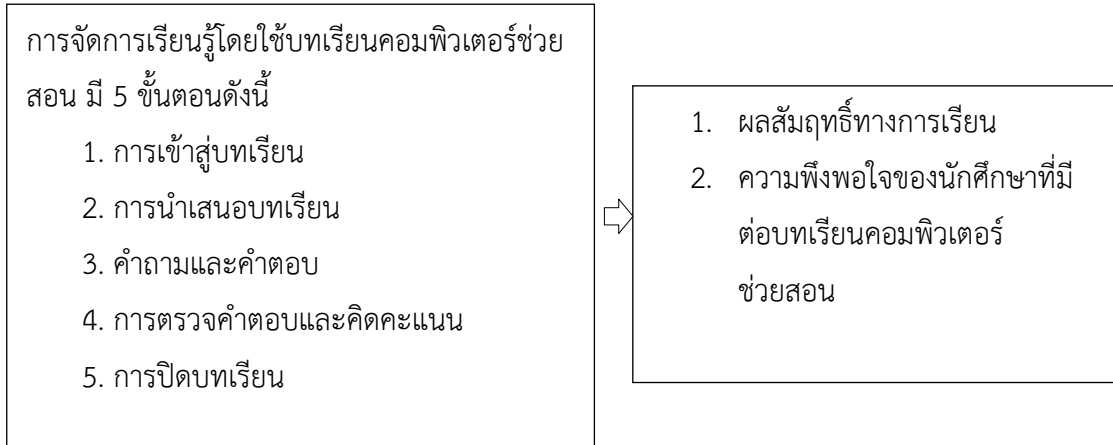 การจัดการเรียนรู้โดยใช้บทเรียนคอมพิวเตอร์ช่วย
สอน มี 5 ขั้นตอนดังนี้
1. การเข้าสู่บทเรียน
2. การนำเสนอบทเรียน
3. คำถามและคำตอบ
4. การตรวจคำตอบและคิดคะแนน
5. การปิดบทเรียน
1. ผลสัมฤทธิ์ทางการเรียน
2. ความพึงพอใจของนักศึกษาที่มี
ต่อบทเรียนคอมพิวเตอร์
ช่วยสอน